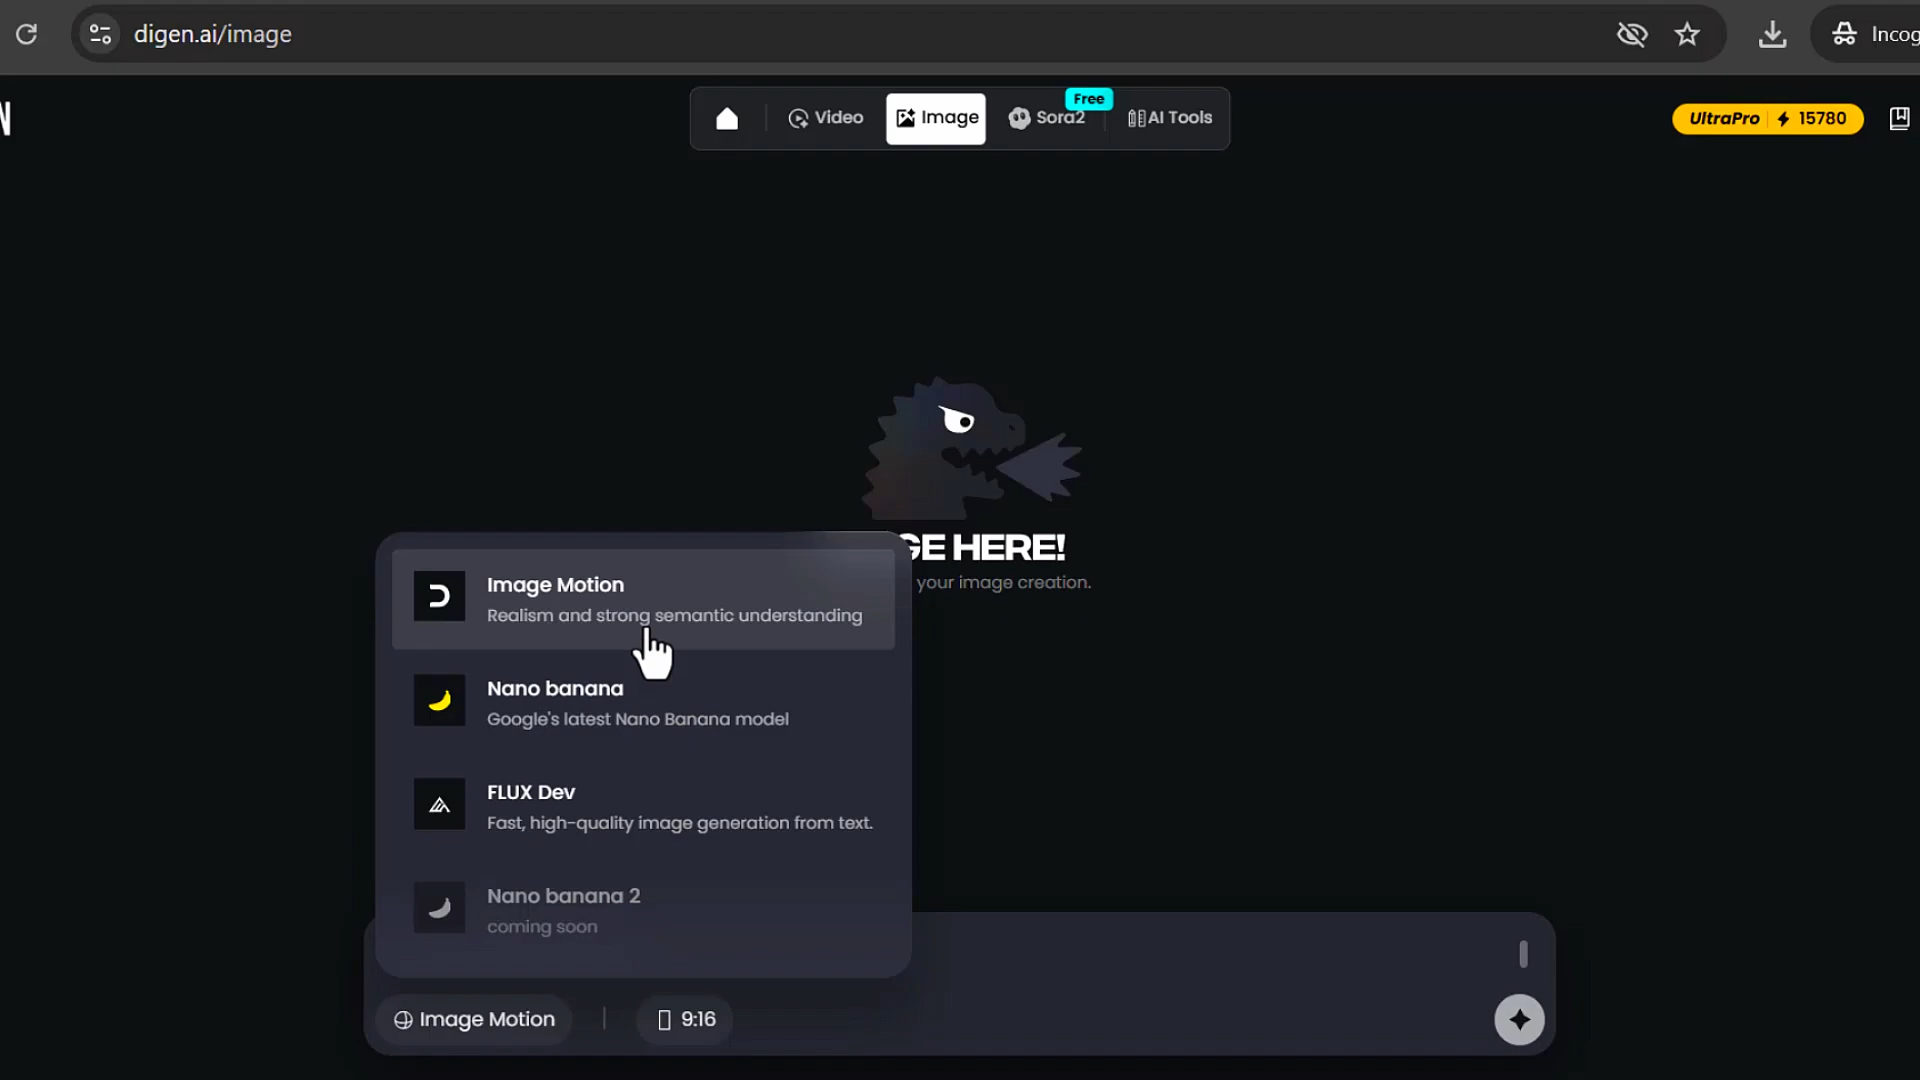 digen.ai/image
Incog
N
Video
Image
Free
Sora2
AI Tools
UltraPro
15780
GE HERE!
your image creation.
Image Motion
Realism and strong semantic understanding
Nano banana
Google's latest Nano Banana model
FLUX Dev
Fast, high-quality image generation from text.
Nano banana 2
coming soon
Image Motion
9:16